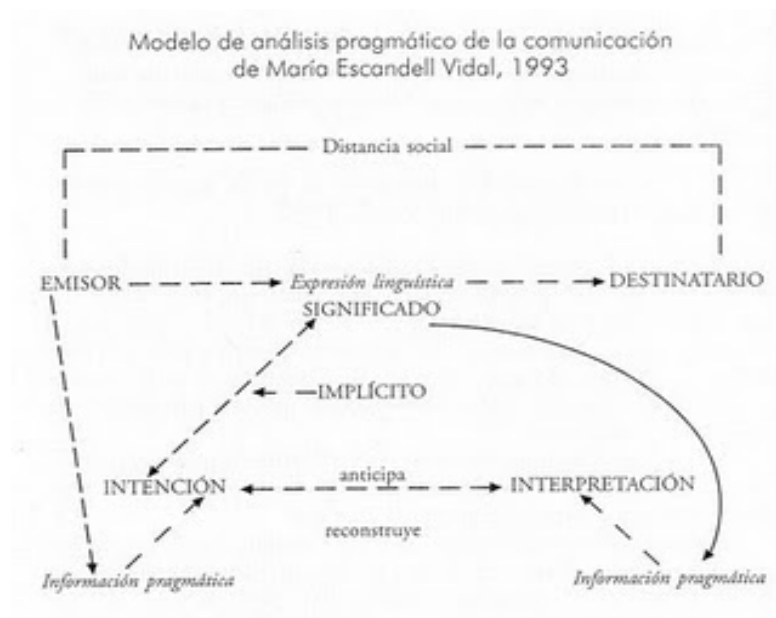 Modelo de análisis pragmático de la comunicación
de María Escandell Vidal, 1993
Distancia social
EMISOR
Expresión linguística
DESTINATARIO
SIGNIFICADO
IMPLÍCITO
INTENCIÓN
anticipa
INTERPRETACIÓN
reconstruye
Información pragmática
Información pragmática